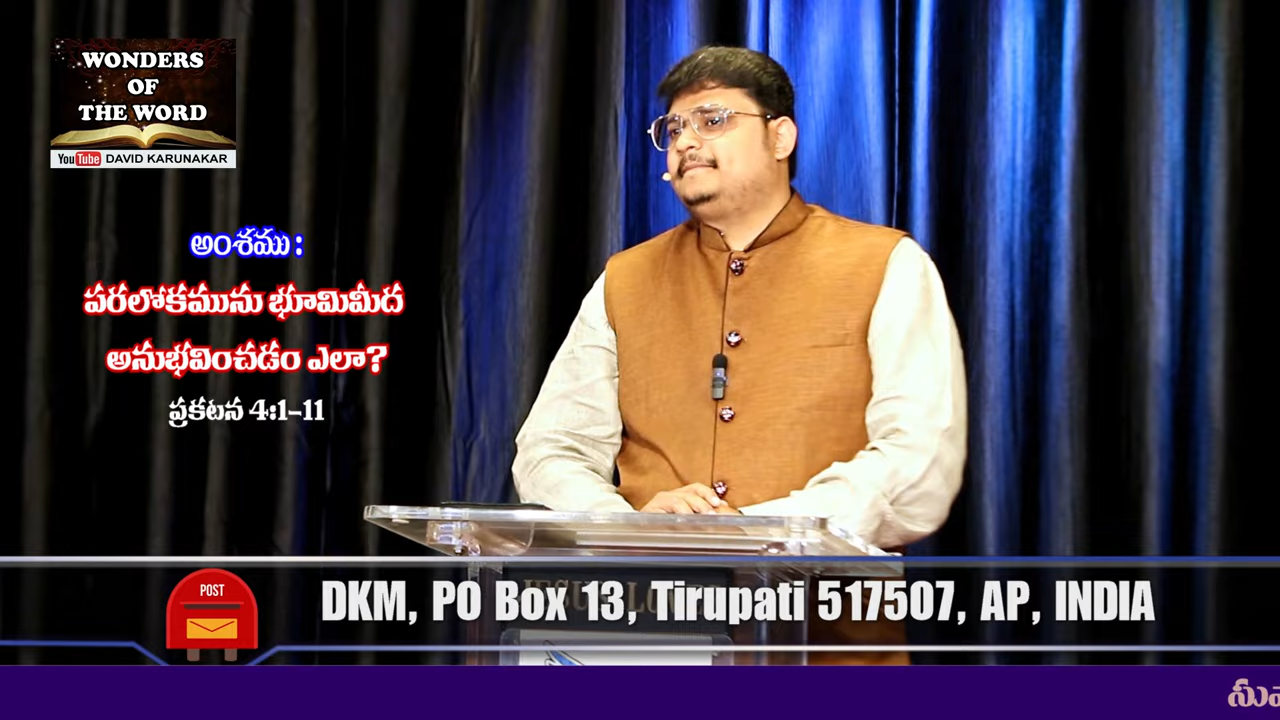 WONDERS
OF
THE WORD
YouTube DAVID KARUNAKAR
అంశము :
పరలోకమును భూమిమీద
అనుభవించడం ఎలా?
ప్రకటన 4:1-11
POST
DKM, PO Box 13, Tirupati 517507, AP, INDIA